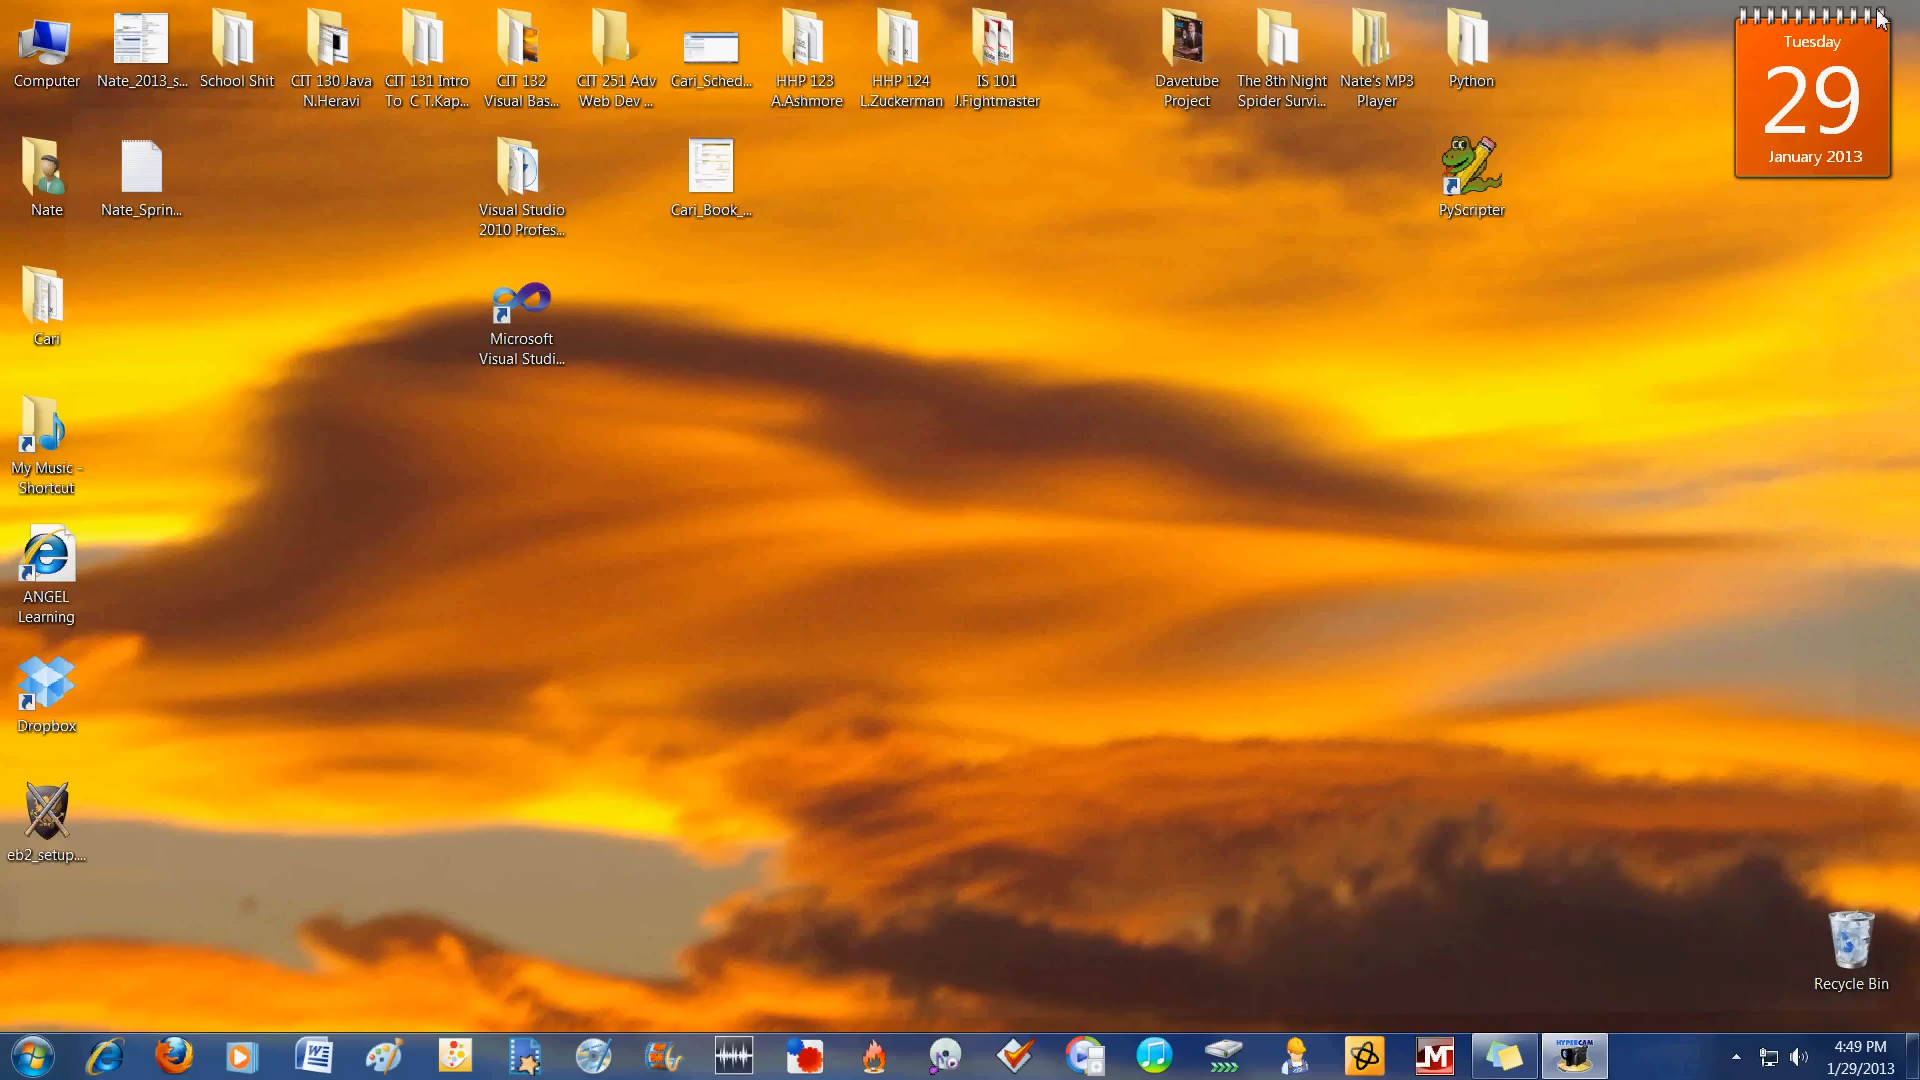 Computer
Nate_2013_s...
School Shit
CIT 130 Java
N.Heravi
CIT 131 Intro
To C T.Kap...
CIT 132
Visual Bas...
CIT 251 Adv
Web Dev ...
Cari_Sched...
HHP 123
A.Ashmore
HHP 124
L.Zuckerman
IS 101
J.Fightmaster
Davetube
Project
The 8th Night
Spider Survi...
Nate's MP3
Player
Python
Tuesday
29
January 2013
Nate
Nate_Sprin...
Visual Studio
2010 Profes...
Cari_Book_...
PyScripter
Cari
Microsoft
Visual Studi...
My Music -
Shortcut
ANGEL
Learning
Dropbox
eb2_setup....
Recycle Bin
HYPERCAM
4:49 PM
1/29/2013